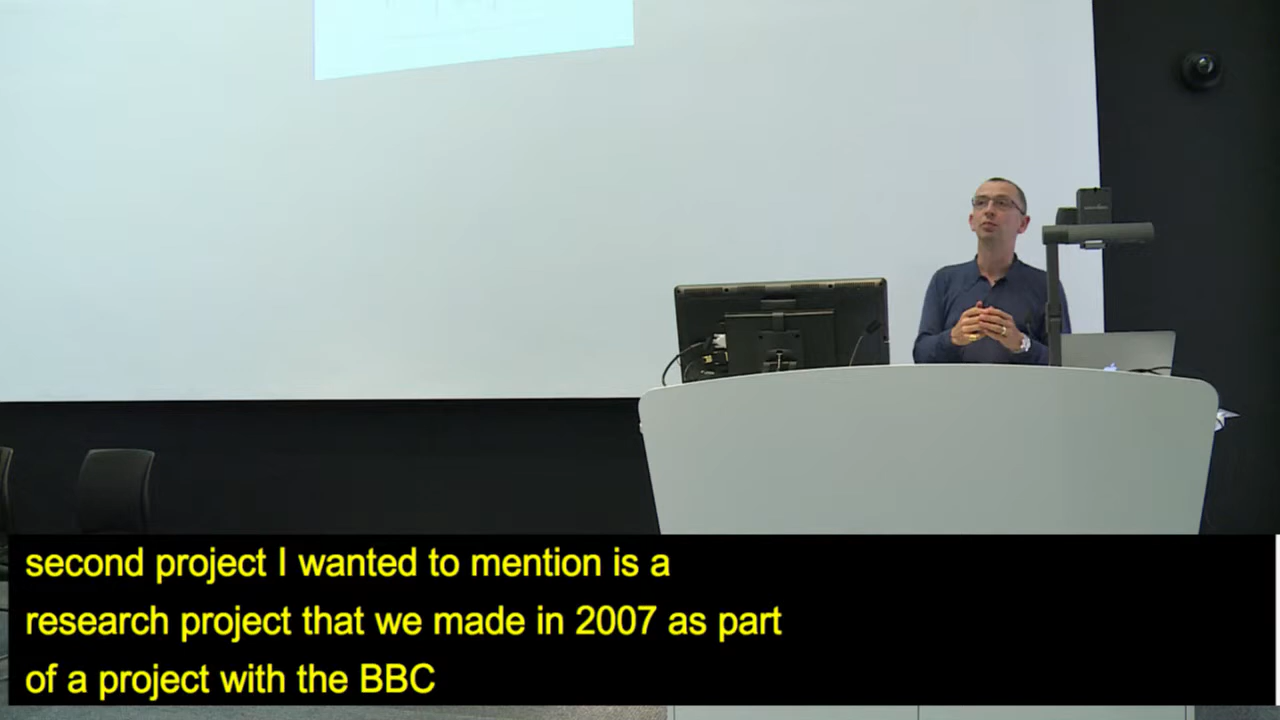 second project I wanted to mention is a
research project that we made in 2007 as part
of a project with the BBC